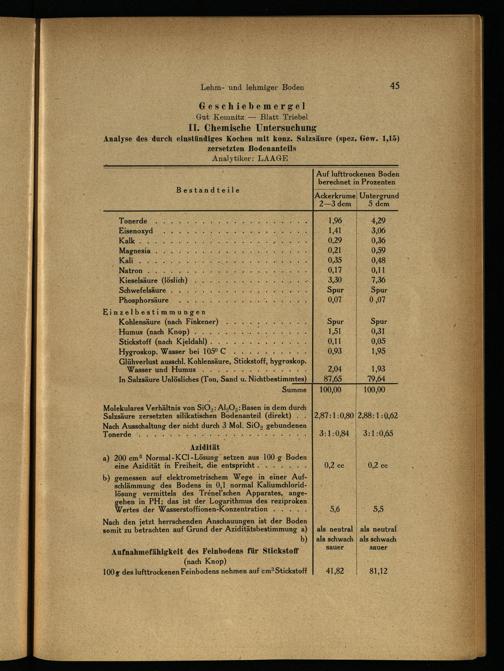 Lehm- und lehmiger Boden 45
Geschiebemergel
Gut Kemnitz — Blatt Triebel
II. Chemische Untersuchung
Analyse des durch einstündiges Kochen mit konz. Salzsäure (spez. Gew. 1,15)
zersetzten Bodenanteils
Analytiker: LAAGE
Bestandteile
Auf lufttrockenen Boden
berechnet in Prozenten
Ackerkrume Untergrund
2—3 dcm 5 dcm
Tonerde 1,96 4,29
Eisenoxyd 1,41 3,06
Kalk 0,29 0,36
Magnesia 0,21 0,59
Kali 0,35 0,48
Natron 0,17 0,11
Kieselsäure (löslich) 3,30 7,36
Schwefelsäure Spur Spur
Phosphorsäure 0,07 0,07
Einzelbestimmungen
Kohlensäure (nach Finkener) Spur Spur
Humus (nach Knop) 1,51 0,31
Stickstoff (nach Kjeldahl) 0,11 0,05
Hygroskop. Wasser bei 105° C 0,93 1,95
Glühverlust ausschl. Kohlensäure, Stickstoff, hygroskop.
Wasser und Humus 2,04 1,93
In Salzsäure Unlösliches (Ton, Sand u. Nichtbestimmtes) 87,65 79,64
Summe 100,00 100,00
Molekulares Verhältnis von SiO₂:Al₂O₃:Basen in dem durch
Salzsäure zersetzten silikatischen Bodenanteil (direkt) 2,87:1:0,80 2,88:1:0,62
Nach Ausschaltung der nicht durch 3 Mol. SiO₂ gebundenen
Tonerde 3:1:0,84 3:1:0,65
Azidität
a) 200 cm³ Normal-KCl-Lösung setzen aus 100 g Boden
eine Azidität in Freiheit, die entspricht 0,2 cc 0,2 cc
b) gemessen auf elektrometrischem Wege in einer Auf-
schlämmung des Bodens in 0,1 normal Kaliumchlorid-
lösung vermittels des Trénel'schen Apparates, ange-
gehen in PH; das ist der Logarithmus des reziproken
Wertes der Wasserstoffionen-Konzentration 5,6 5,5
Nach den jetzt herrschenden Anschauungen ist der Boden
somit zu betrachten auf Grund der Aziditätsbestimmung a) als neutral als neutral
b) als schwach als schwach
sauer sauer
Aufnahmefähigkeit des Feinbodens für Stickstoff
(nach Knop)
100 g des lufttrockenen Feinbodens nehmen auf cm³ Stickstoff 41,82 81,12